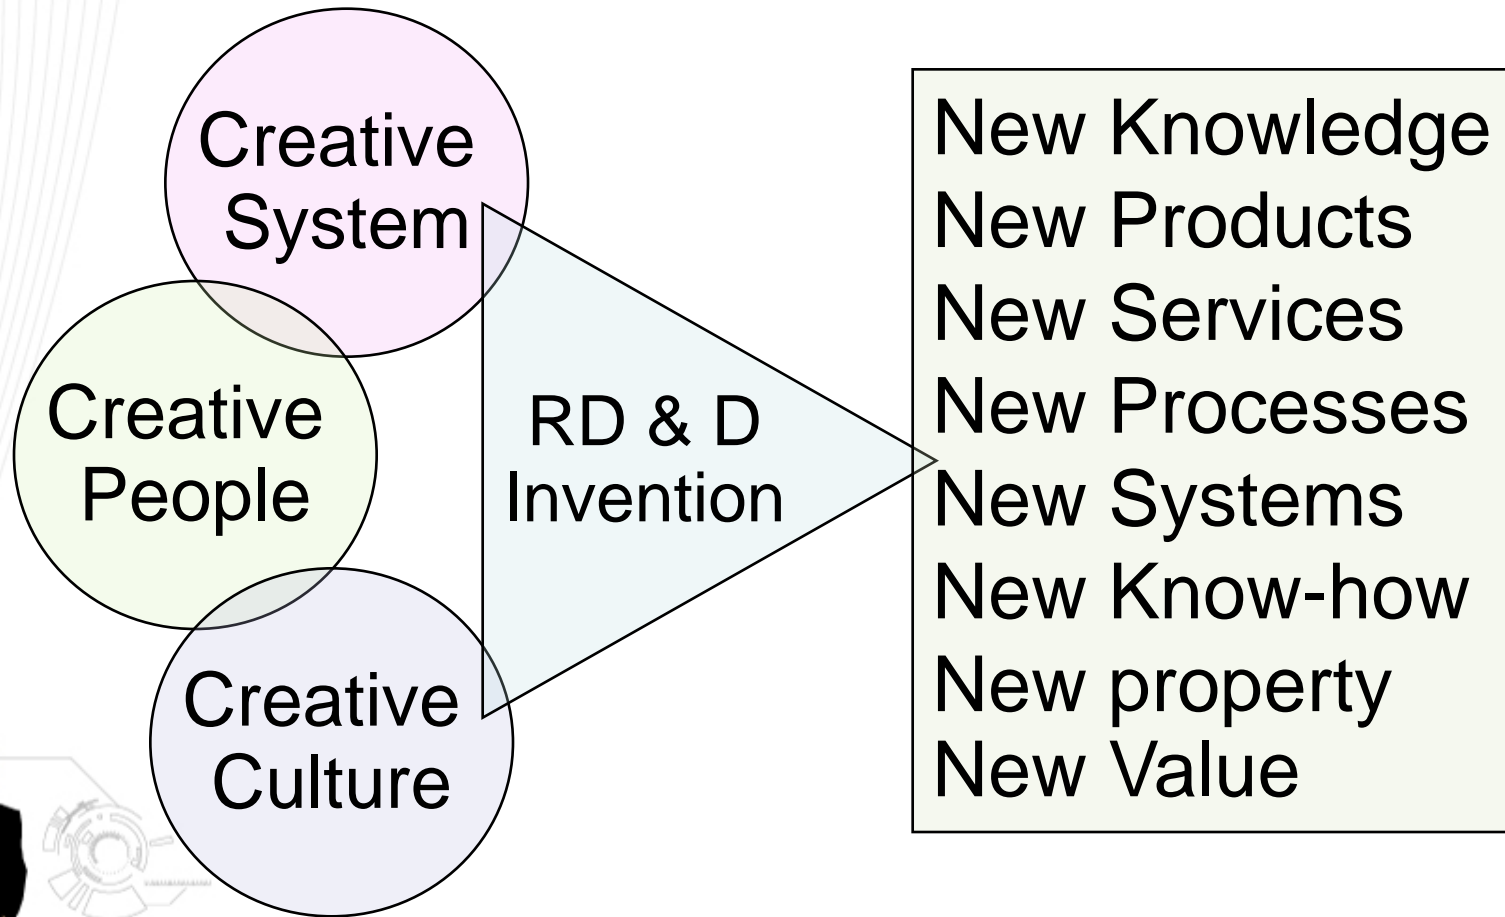 Creative
System
Creative
People
Creative
Culture
RD & D
Invention
New Knowledge
New Products
New Services
New Processes
New Systems
New Know-how
New property
New Value